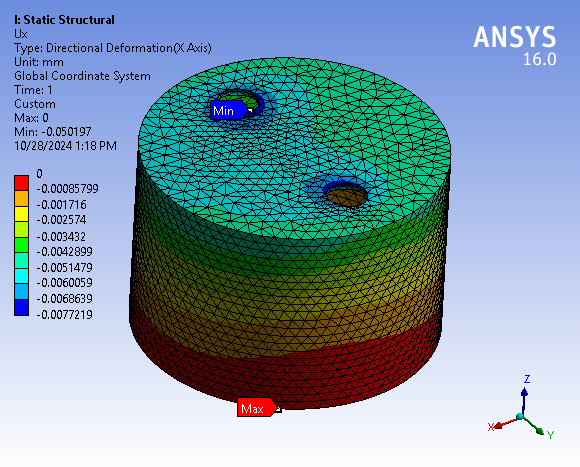 I: Static Structural
Ux
Type: Directional Deformation(X Axis)
Unit: mm
Global Coordinate System
Time: 1
Custom
Max: 0
Min: -0.050197
10/28/2024 1:18 PM
ANSYS
16.0
0
-0.00085799
-0.001716
-0.002574
-0.003432
-0.0042899
-0.0051479
-0.0060059
-0.0068639
-0.0077219
Min
Max
Z
X
Y